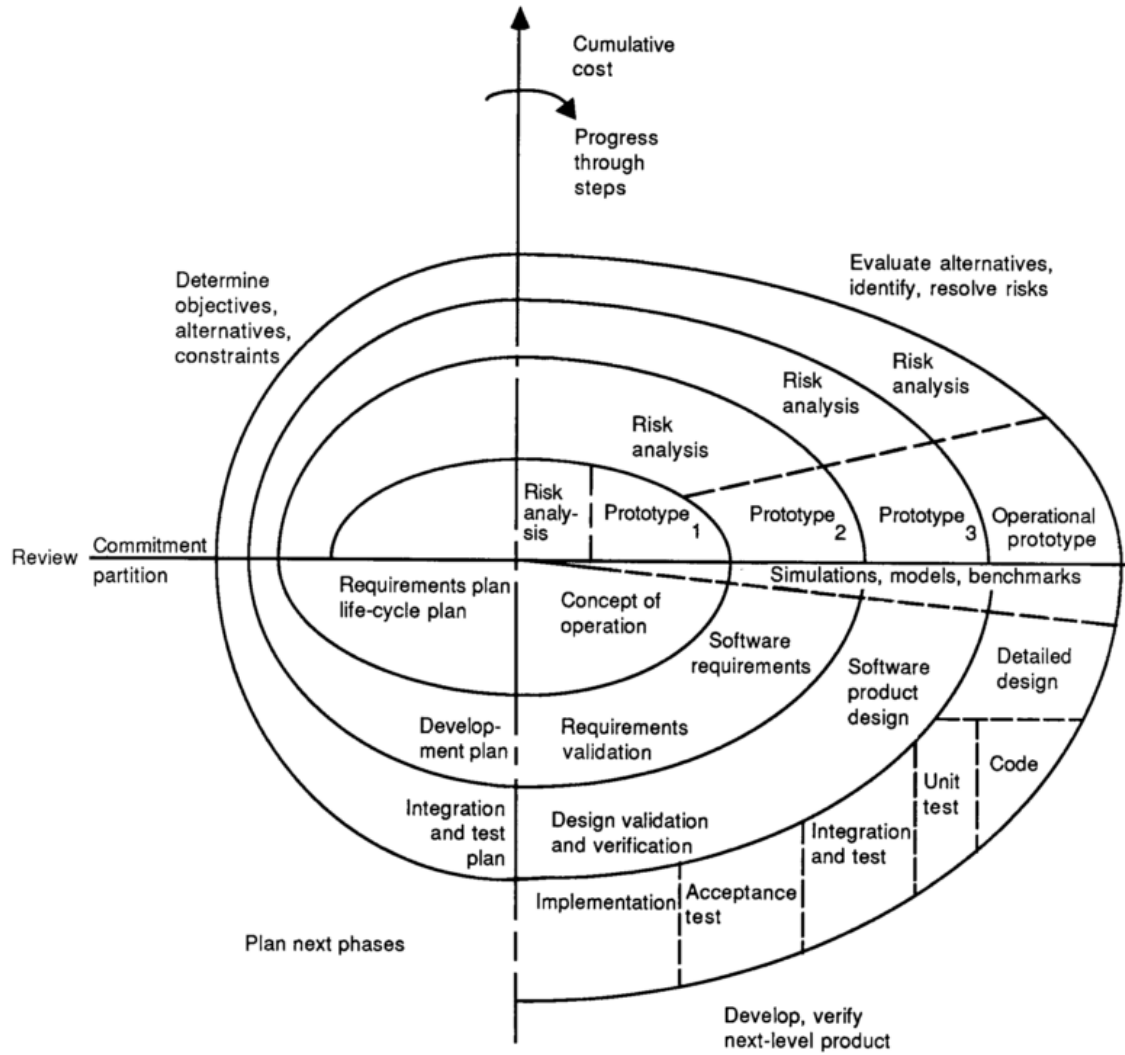 Cumulative
cost
Progress
through
steps
Determine
objectives,
alternatives,
constraints
Evaluate alternatives,
identify, resolve risks
Risk
analysis
Risk
analysis
Risk
analysis
Risk
analy-
sis
Prototype
1
Prototype
2
Prototype
3
Operational
prototype
Review
Commitment
partition
Simulations, models, benchmarks
Requirements plan
life-cycle plan
Concept of
operation
Software
requirements
Software
product
design
Detailed
design
Develop-
ment plan
Requirements
validation
Unit
test
Code
Integration
and test
plan
Design validation
and verification
Integration
and test
Implementation
Acceptance
test
Plan next phases
Develop, verify
next-level product